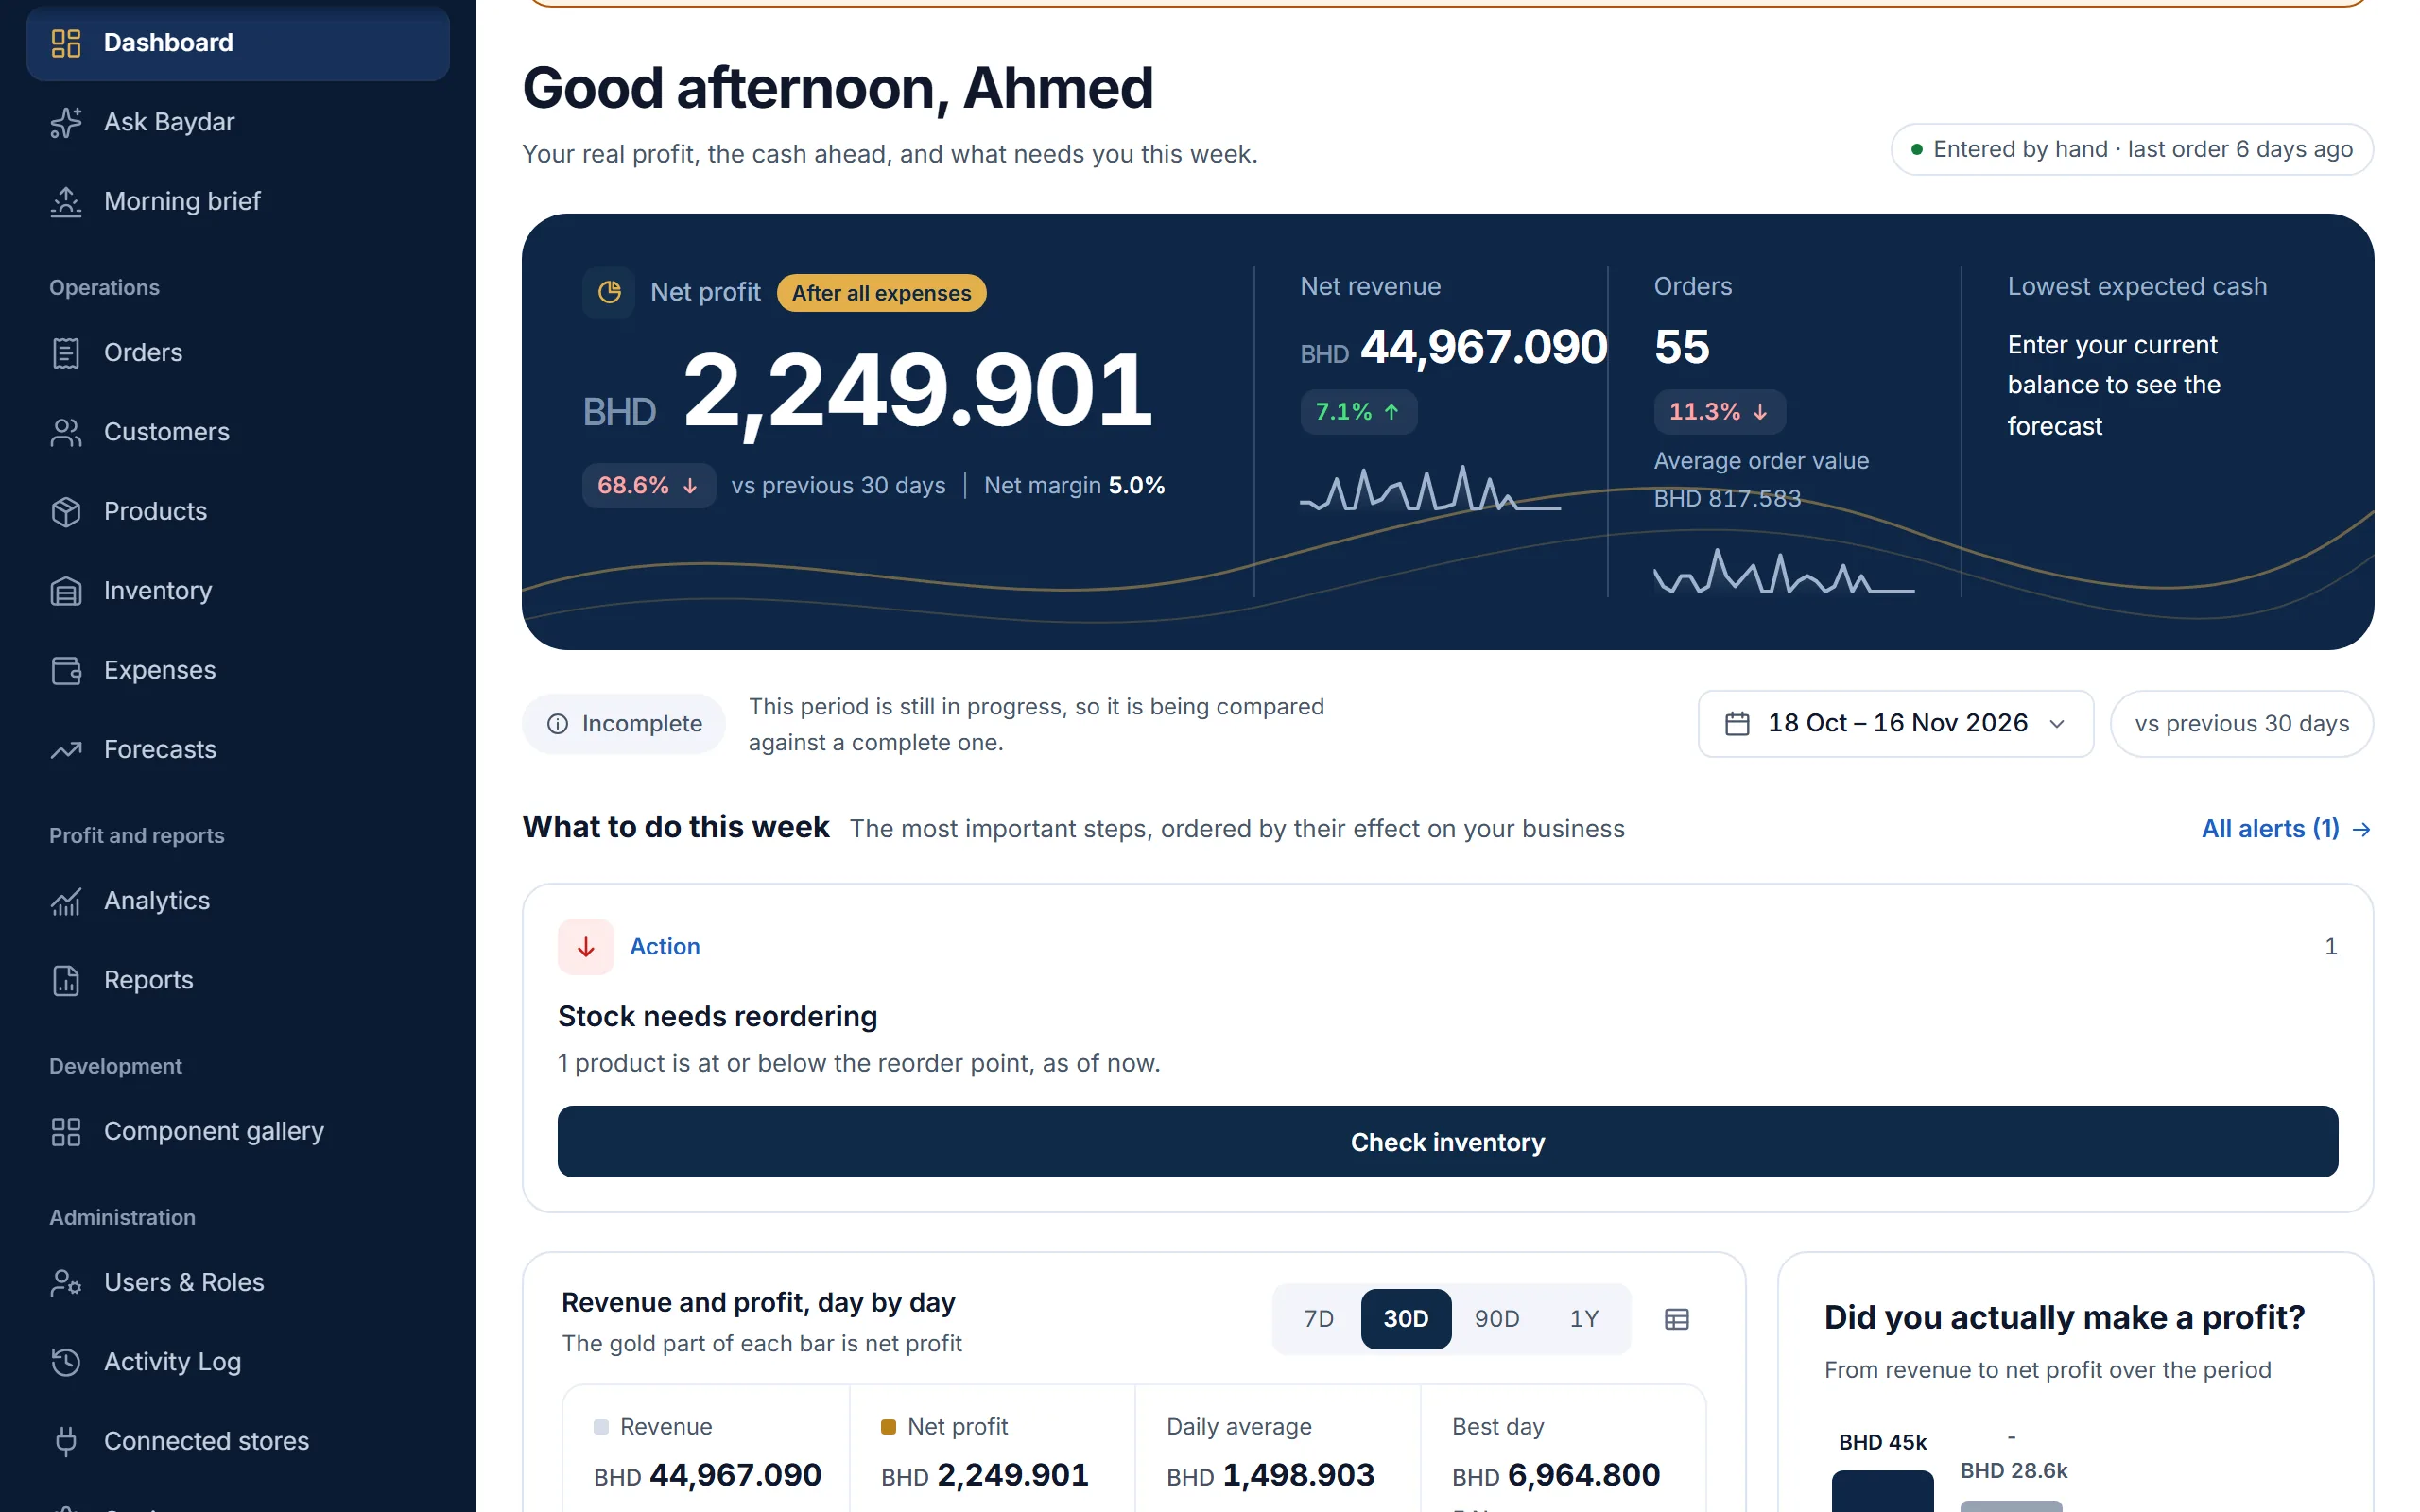 Dashboard
Ask Baydar
Morning brief
Operations
Orders
Customers
Products
Inventory
Expenses
Forecasts
Profit and reports
Analytics
Reports
Development
Component gallery
Administration
Users & Roles
Activity Log
Connected stores
Good afternoon, Ahmed
Your real profit, the cash ahead, and what needs you this week.
Entered by hand · last order 6 days ago
Net profit After all expenses
BHD 2,249.901
68.6% ↓ vs previous 30 days | Net margin 5.0%
Net revenue
BHD 44,967.090
7.1% ↑
Orders
55
11.3% ↓
Average order value
BHD 817.583
Lowest expected cash
Enter your current
balance to see the
forecast
Incomplete
This period is still in progress, so it is being compared
against a complete one.
18 Oct – 16 Nov 2026
vs previous 30 days
What to do this week The most important steps, ordered by their effect on your business
All alerts (1) →
Action
1
Stock needs reordering
1 product is at or below the reorder point, as of now.
Check inventory
Revenue and profit, day by day
The gold part of each bar is net profit
7D 30D 90D 1Y
Revenue
BHD 44,967.090
Net profit
BHD 2,249.901
Daily average
BHD 1,498.903
Best day
BHD 6,964.800
Did you actually make a profit?
From revenue to net profit over the period
BHD 45k
-
BHD 28.6k